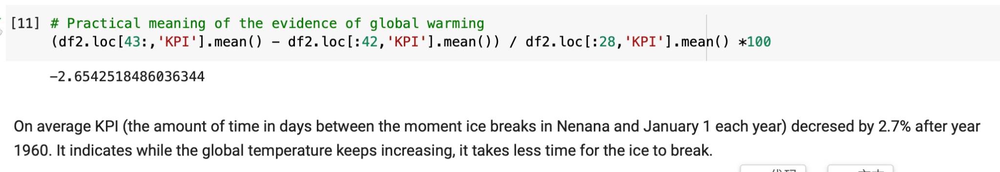 [11] # Practical meaning of the evidence of global warming
(df2.loc[43:,'KPI'].mean() – df2.loc[:42,'KPI'].mean()) / df2.loc[:28,'KPI'].mean() *100
-2.6542518486036344
On average KPI (the amount of time in days between the moment ice breaks in Nenana and January 1 each year) decresed by 2.7% after year
1960. It indicates while the global temperature keeps increasing, it takes less time for the ice to break.